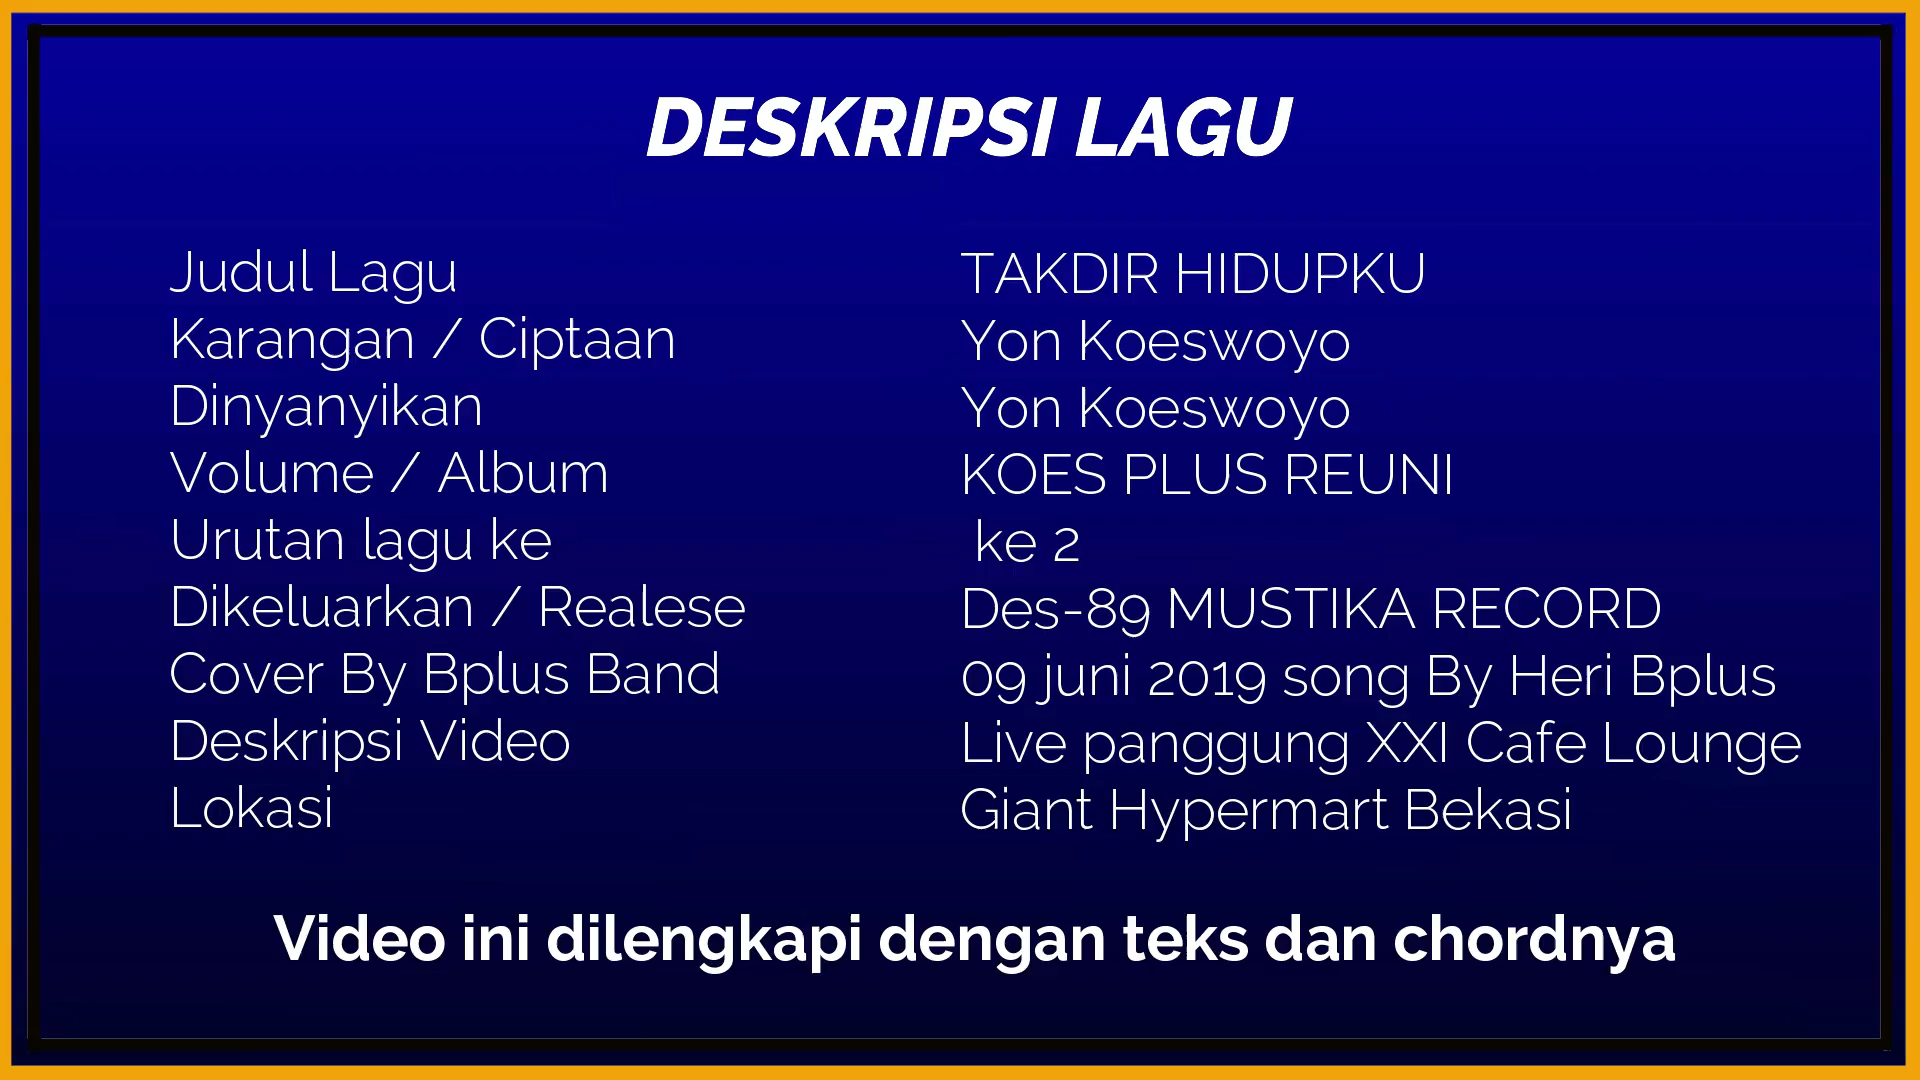 DESKRIPSI LAGU
Judul Lagu TAKDIR HIDUPKU
Karangan / Ciptaan Yon Koeswoyo
Dinyanyikan Yon Koeswoyo
Volume / Album KOES PLUS REUNI
Urutan lagu ke ke 2
Dikeluarkan / Realese Des-89 MUSTIKA RECORD
Cover By Bplus Band 09 juni 2019 song By Heri Bplus
Deskripsi Video Live panggung XXI Cafe Lounge
Lokasi Giant Hypermart Bekasi
Video ini dilengkapi dengan teks dan chordnya